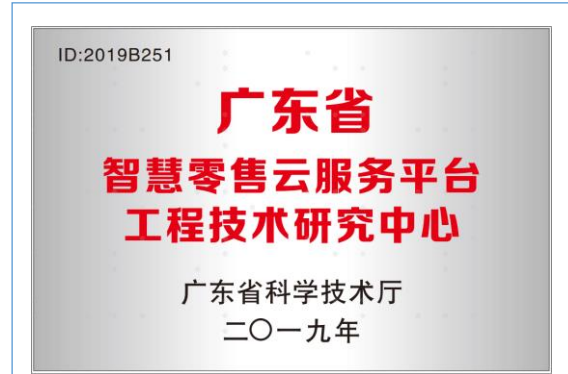 ID:2019B251
广东省
智慧零售云服务平台
工程技术研究中心
广东省科学技术厅
二〇一九年